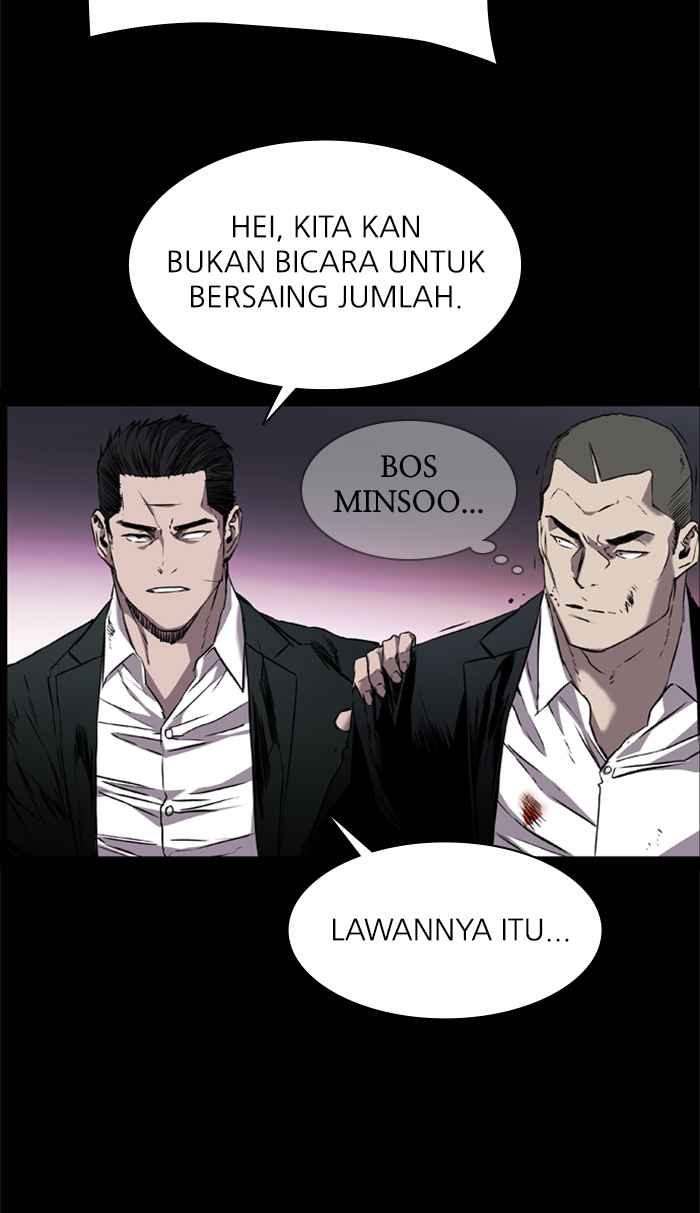 HEI, KITA KAN
BUKAN BICARA UNTUK
BERSAING JUMLAH.
BOS
MINSOO...
LAWANNYA ITU...